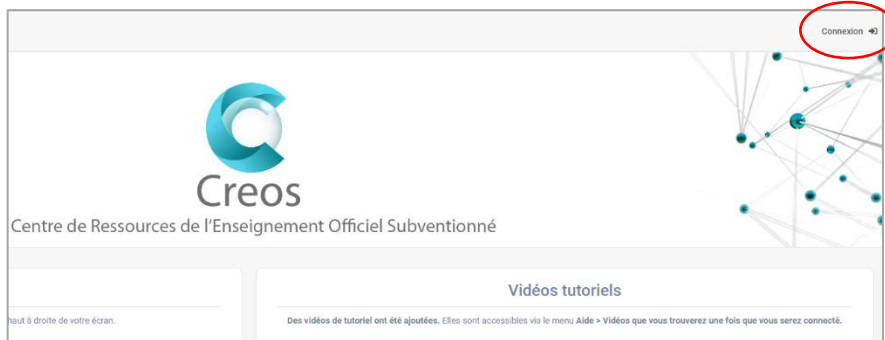 Connexion
Creos
Centre de Ressources de l'Enseignement Officiel Subventionné
Vidéos tutoriels
haut à droite de votre écran.
Des vidéos de tutoriel ont été ajoutées. Elles sont accessibles via le menu Aide > Vidéos que vous trouverez une fois que vous serez connecté.